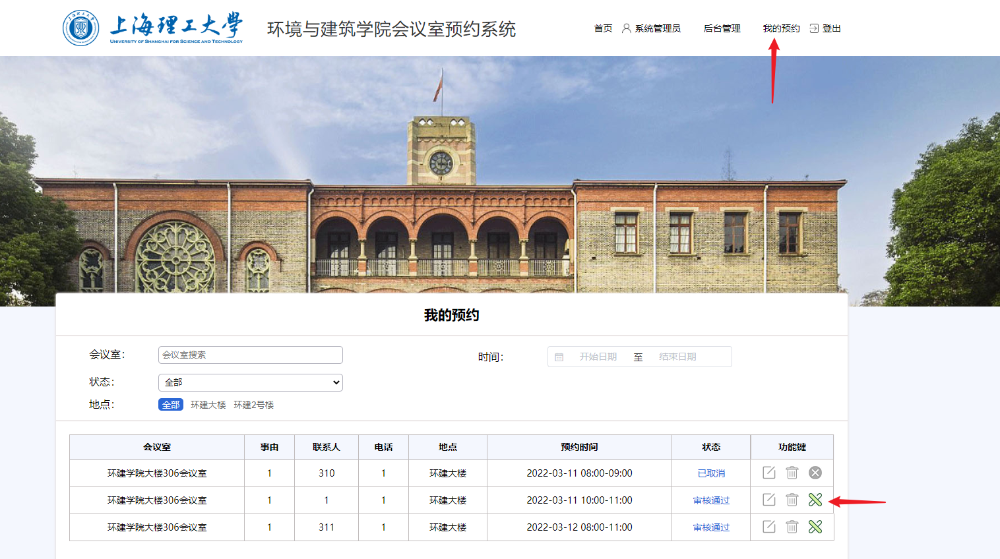 上海理工大学
UNIVERSITY OF SHANGHAI FOR SCIENCE AND TECHNOLOGY
环境与建筑学院会议室预约系统
首页 系统管理员 后台管理 我的预约 登出
我的预约
会议室： 会议室搜索 时间： 开始日期 至 结束日期
状态： 全部
地点： 全部 环建大楼 环建2号楼
会议室 事由 联系人 电话 地点 预约时间 状态 功能键
环建学院大楼306会议室 1 310 1 环建大楼 2022-03-11 08:00-09:00 已取消
环建学院大楼306会议室 1 1 1 环建大楼 2022-03-11 10:00-11:00 审核通过
环建学院大楼306会议室 1 311 1 环建大楼 2022-03-12 08:00-11:00 审核通过